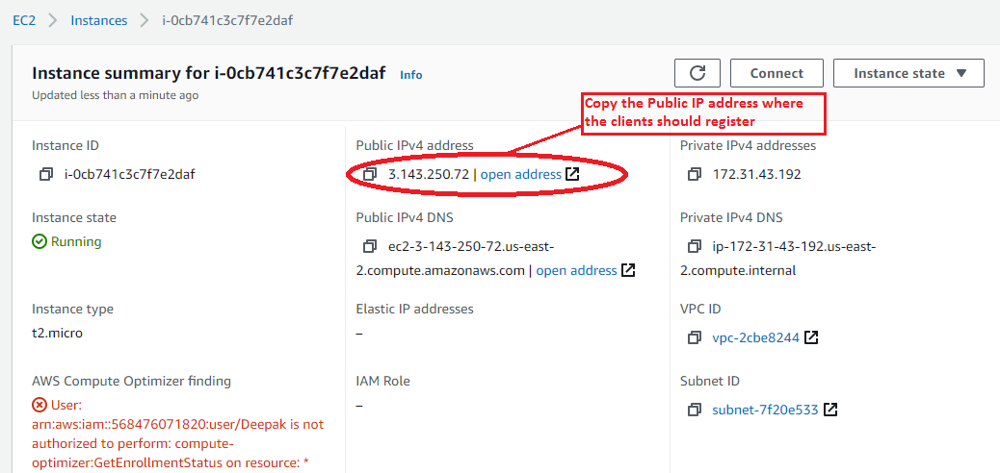 EC2 > Instances > i-0cb741c3c7f7e2daf
Instance summary for i-0cb741c3c7f7e2daf Info
Connect
Instance state
Updated less than a minute ago
Copy the Public IP address where
the clients should register
Instance ID
i-0cb741c3c7f7e2daf
Public IPv4 address
3.143.250.72 | open address
Private IPv4 addresses
172.31.43.192
Instance state
Running
Public IPv4 DNS
ec2-3-143-250-72.us-east-
2.compute.amazonaws.com | open address
Private IPv4 DNS
ip-172-31-43-192.us-east-
2.compute.internal
Instance type
t2.micro
Elastic IP addresses
–
VPC ID
vpc-2cbe8244
AWS Compute Optimizer finding
User:
arn:aws:iam::568476071820:user/Deepak is not
authorized to perform: compute-
optimizer:GetEnrollmentStatus on resource: *
IAM Role
–
Subnet ID
subnet-7f20e533